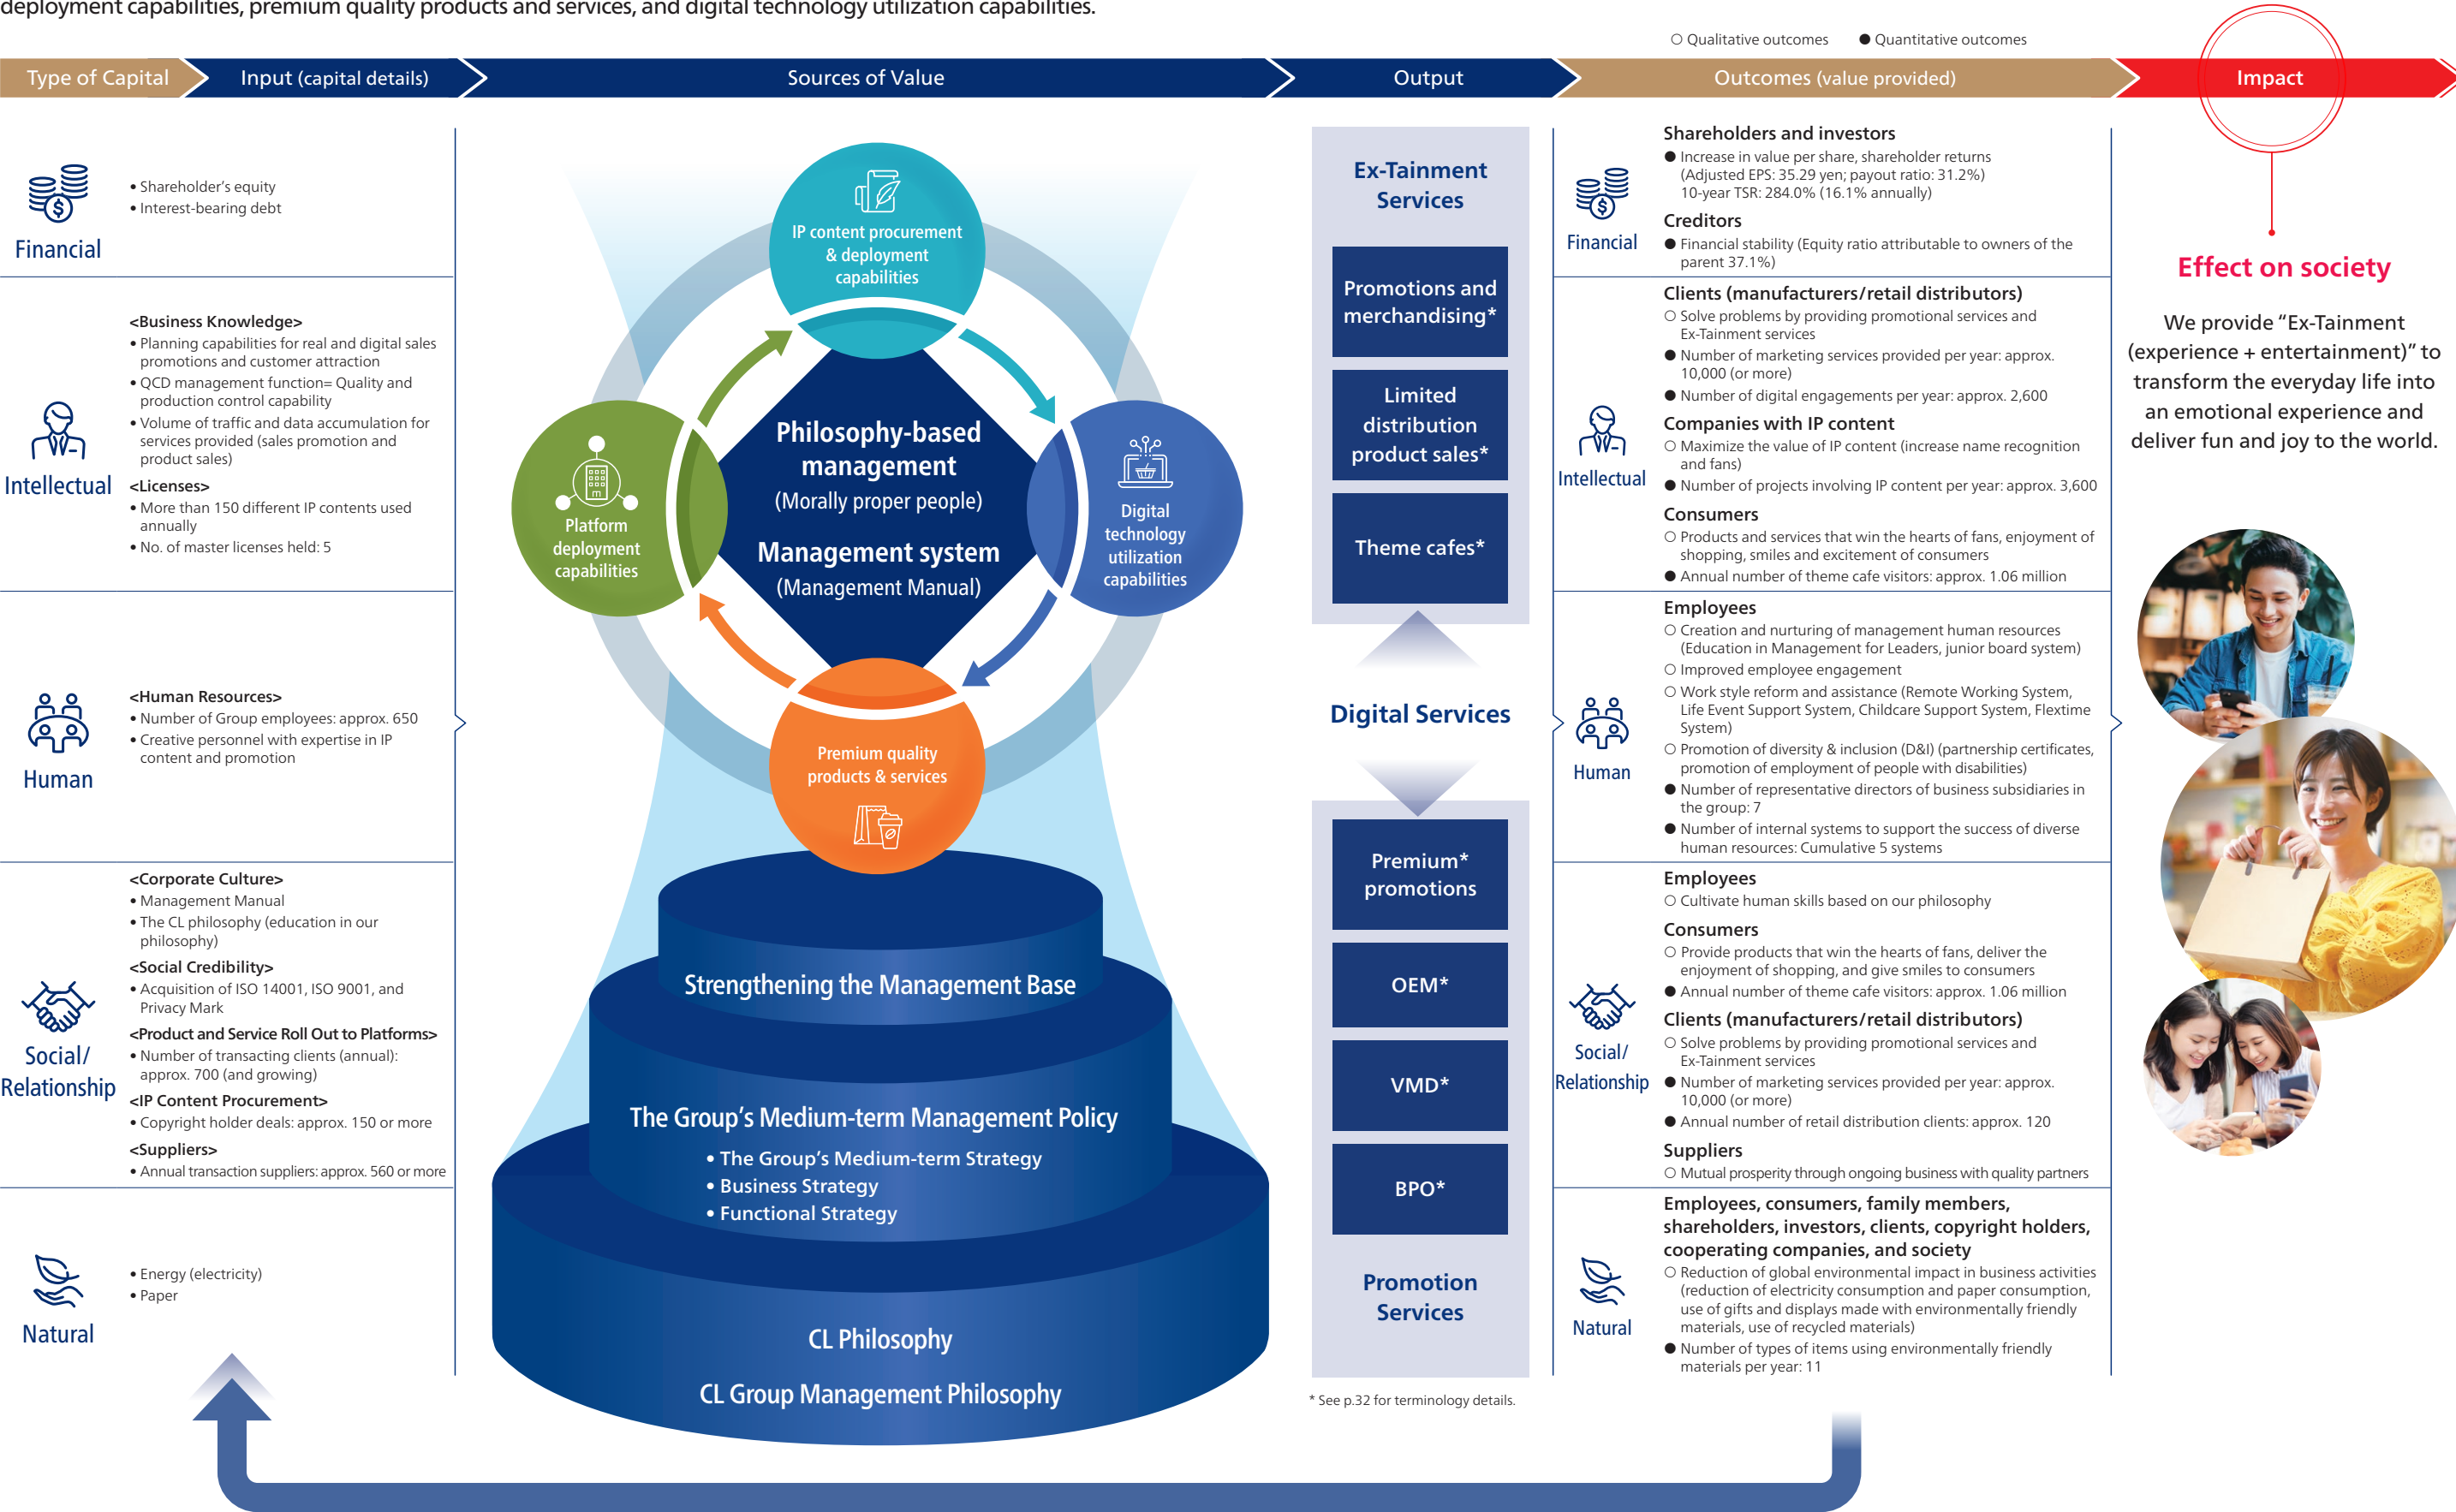 deployment capabilities, premium quality products and services, and digital technology utilization capabilities.
○ Qualitative outcomes ● Quantitative outcomes
Type of Capital
Input (capital details)
Sources of Value
Output
Outcomes (value provided)
Impact
Financial
• Shareholder's equity
• Interest-bearing debt
Intellectual
<Business Knowledge>
• Planning capabilities for real and digital sales
promotions and customer attraction
• QCD management function= Quality and
production control capability
• Volume of traffic and data accumulation for
services provided (sales promotion and
product sales)
<Licenses>
• More than 150 different IP contents used
annually
• No. of master licenses held: 5
Human
<Human Resources>
• Number of Group employees: approx. 650
• Creative personnel with expertise in IP
content and promotion
Social/
Relationship
<Corporate Culture>
• Management Manual
• The CL philosophy (education in our
philosophy)
<Social Credibility>
• Acquisition of ISO 14001, ISO 9001, and
Privacy Mark
<Product and Service Roll Out to Platforms>
• Number of transacting clients (annual):
approx. 700 (and growing)
<IP Content Procurement>
• Copyright holder deals: approx. 150 or more
<Suppliers>
• Annual transaction suppliers: approx. 560 or more
Natural
• Energy (electricity)
• Paper
IP content procurement
& deployment
capabilities
Platform
deployment
capabilities
Philosophy-based
management
(Morally proper people)
Management system
(Management Manual)
Digital
technology
utilization
capabilities
Premium quality
products & services
Strengthening the Management Base
The Group's Medium-term Management Policy
• The Group's Medium-term Strategy
• Business Strategy
• Functional Strategy
CL Philosophy
CL Group Management Philosophy
Ex-Tainment
Services
Promotions and
merchandising*
Limited
distribution
product sales*
Theme cafes*
Digital Services
Premium*
promotions
OEM*
VMD*
BPO*
Promotion
Services
* See p.32 for terminology details.
Financial
Shareholders and investors
● Increase in value per share, shareholder returns
(Adjusted EPS: 35.29 yen; payout ratio: 31.2%)
10-year TSR: 284.0% (16.1% annually)
Creditors
● Financial stability (Equity ratio attributable to owners of the
parent 37.1%)
Intellectual
Clients (manufacturers/retail distributors)
○ Solve problems by providing promotional services and
Ex-Tainment services
● Number of marketing services provided per year: approx.
10,000 (or more)
● Number of digital engagements per year: approx. 2,600
Companies with IP content
○ Maximize the value of IP content (increase name recognition
and fans)
● Number of projects involving IP content per year: approx. 3,600
Consumers
○ Products and services that win the hearts of fans, enjoyment of
shopping, smiles and excitement of consumers
● Annual number of theme cafe visitors: approx. 1.06 million
Human
Employees
○ Creation and nurturing of management human resources
(Education in Management for Leaders, junior board system)
○ Improved employee engagement
○ Work style reform and assistance (Remote Working System,
Life Event Support System, Childcare Support System, Flextime
System)
○ Promotion of diversity & inclusion (D&I) (partnership certificates,
promotion of employment of people with disabilities)
● Number of representative directors of business subsidiaries in
the group: 7
● Number of internal systems to support the success of diverse
human resources: Cumulative 5 systems
Social/
Relationship
Employees
○ Cultivate human skills based on our philosophy
Consumers
○ Provide products that win the hearts of fans, deliver the
enjoyment of shopping, and give smiles to consumers
● Annual number of theme cafe visitors: approx. 1.06 million
Clients (manufacturers/retail distributors)
○ Solve problems by providing promotional services and
Ex-Tainment services
● Number of marketing services provided per year: approx.
10,000 (or more)
● Annual number of retail distribution clients: approx. 120
Suppliers
○ Mutual prosperity through ongoing business with quality partners
Natural
Employees, consumers, family members,
shareholders, investors, clients, copyright holders,
cooperating companies, and society
○ Reduction of global environmental impact in business activities
(reduction of electricity consumption and paper consumption,
use of gifts and displays made with environmentally friendly
materials, use of recycled materials)
● Number of types of items using environmentally friendly
materials per year: 11
Effect on society
We provide "Ex-Tainment
(experience + entertainment)" to
transform the everyday life into
an emotional experience and
deliver fun and joy to the world.